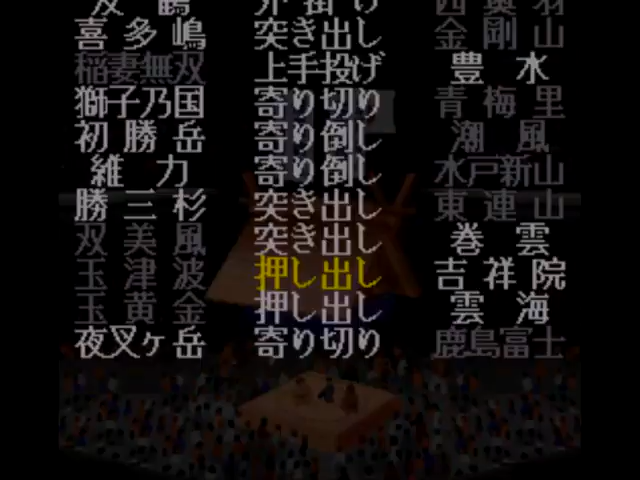 喜多嶋 突き出し 金剛山
稲妻無双 上手投げ 豊水
獅子乃国 寄り切り 青梅里
初勝岳 寄り倒し 潮風
維力 寄り倒し 水戸新山
勝三杉 突き出し 東連山
双美風 突き出し 巻雲
玉津波 押し出し 吉祥院
玉黄金 押し出し 雲海
夜叉ヶ岳 寄り切り 鹿島富士